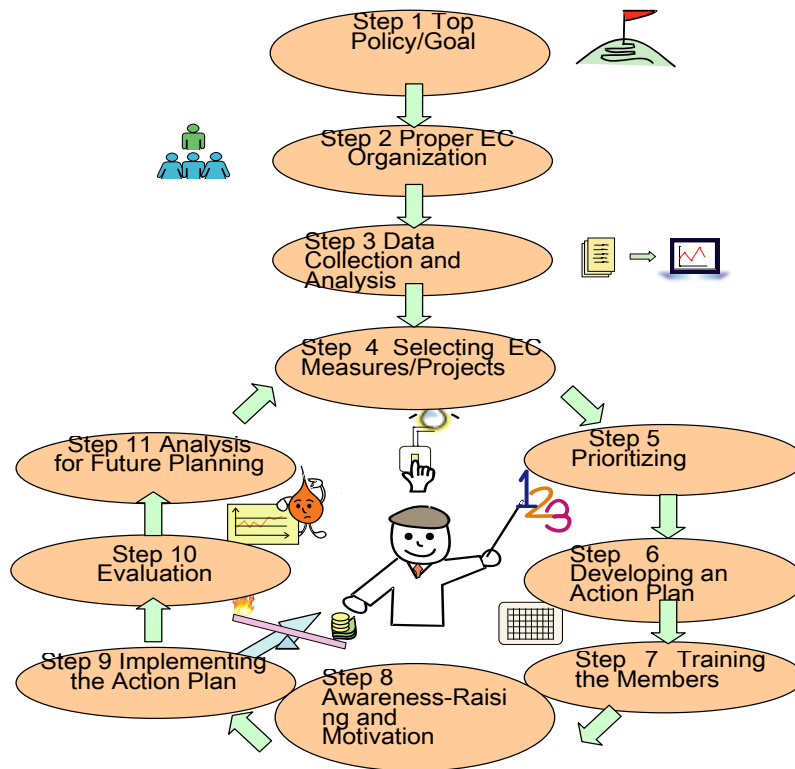 Step 1 Top
Policy/Goal
Step 2 Proper EC
Organization
Step 3 Data
Collection and
Analysis
Step 4 Selecting EC
Measures/Projects
Step 5
Prioritizing
Step 6
Developing an
Action Plan
Step 7 Training
the Members
Step 8
Awareness-Raisi
ng and
Motivation
Step 9 Implementing
the Action Plan
Step 10
Evaluation
Step 11 Analysis
for Future Planning
123